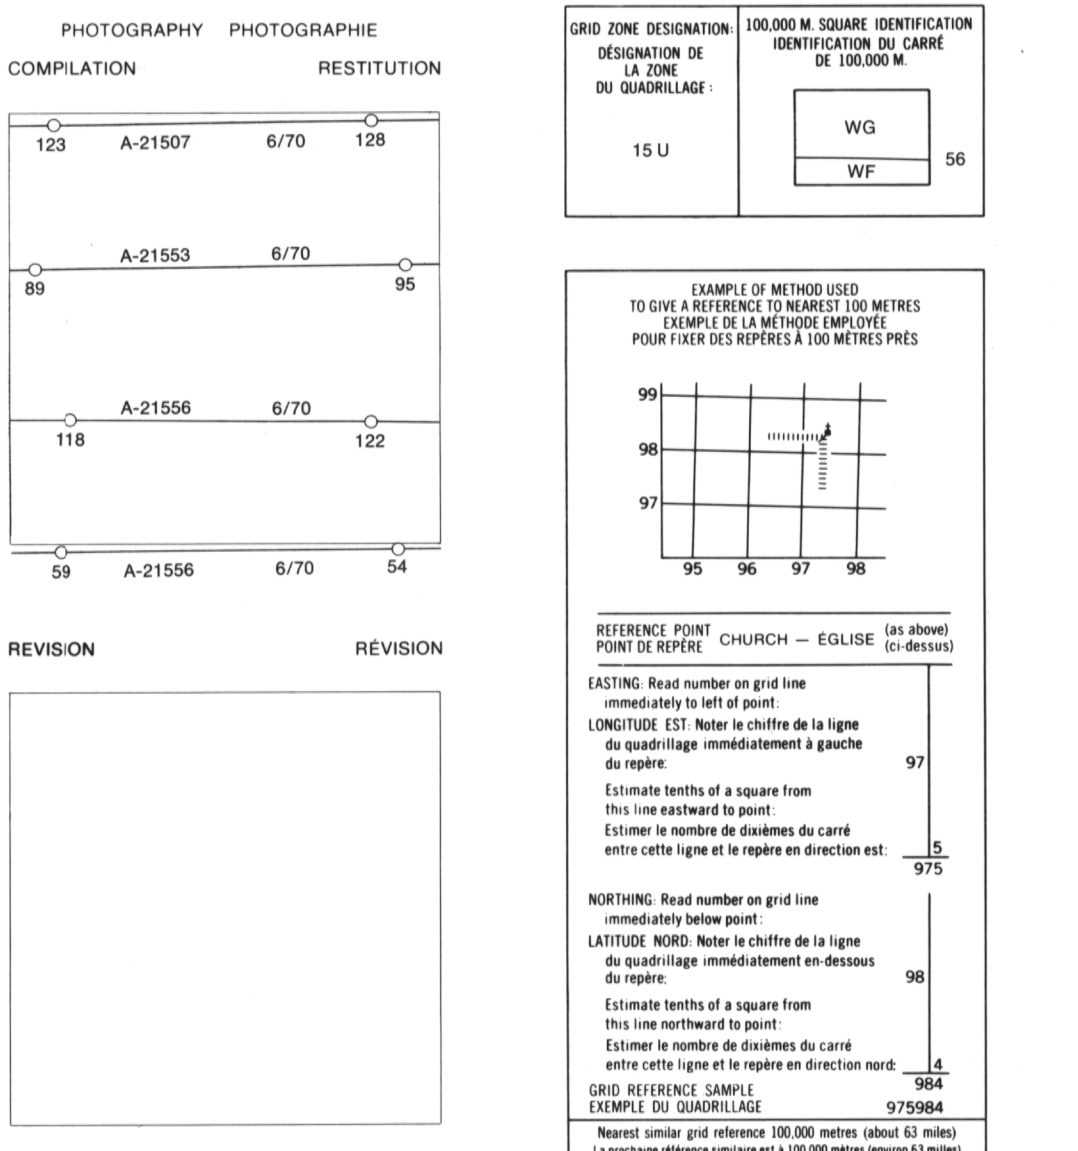 PHOTOGRAPHY PHOTOGRAPHIE
COMPILATION RESTITUTION
123 A-21507 6/70 128
A-21553 6/70
89 95
A-21556 6/70
118 122
59 A-21556 6/70 54
REVISION RÉVISION
GRID ZONE DESIGNATION:
DÉSIGNATION DE
LA ZONE
DU QUADRILLAGE :
15 U
100,000 M. SQUARE IDENTIFICATION
IDENTIFICATION DU CARRÉ
DE 100,000 M.
WG
56
WF
EXAMPLE OF METHOD USED
TO GIVE A REFERENCE TO NEAREST 100 METRES
EXEMPLE DE LA MÉTHODE EMPLOYÉE
POUR FIXER DES REPÈRES À 100 MÈTRES PRÈS
99
98
97
95 96 97 98
REFERENCE POINT
POINT DE REPÈRE
CHURCH — ÉGLISE
(as above)
(ci-dessus)
EASTING: Read number on grid line
immediately to left of point:
LONGITUDE EST: Noter le chiffre de la ligne
du quadrillage immédiatement à gauche
du repère: 97
Estimate tenths of a square from
this line eastward to point:
Estimer le nombre de dixièmes du carré
entre cette ligne et le repère en direction est: 5
975
NORTHING: Read number on grid line
immediately below point:
LATITUDE NORD: Noter le chiffre de la ligne
du quadrillage immédiatement en-dessous
du repère: 98
Estimate tenths of a square from
this line northward to point:
Estimer le nombre de dixièmes du carré
entre cette ligne et le repère en direction nord: 4
984
GRID REFERENCE SAMPLE
EXEMPLE DU QUADRILLAGE 975984
Nearest similar grid reference 100,000 metres (about 63 miles)
La prochaine référence similaire est à 100,000 mètres (environ 63 milles)